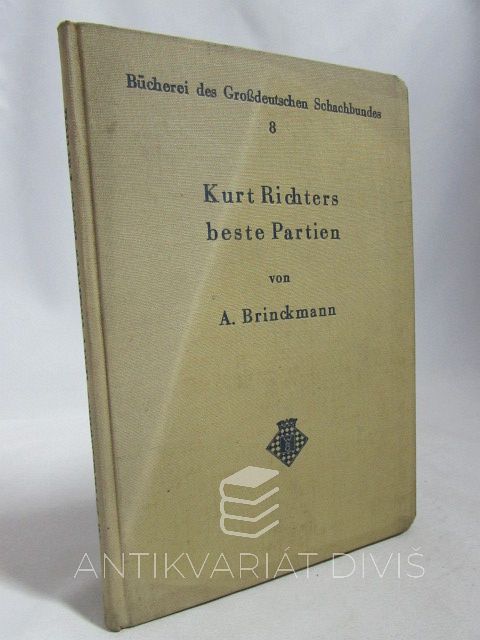 Bücherei des Großdeutschen Schachbundes
8
Kurt Richters
beste Partien
von
A. Brinckmann
ANTIKVARIÁT DIVIŠ